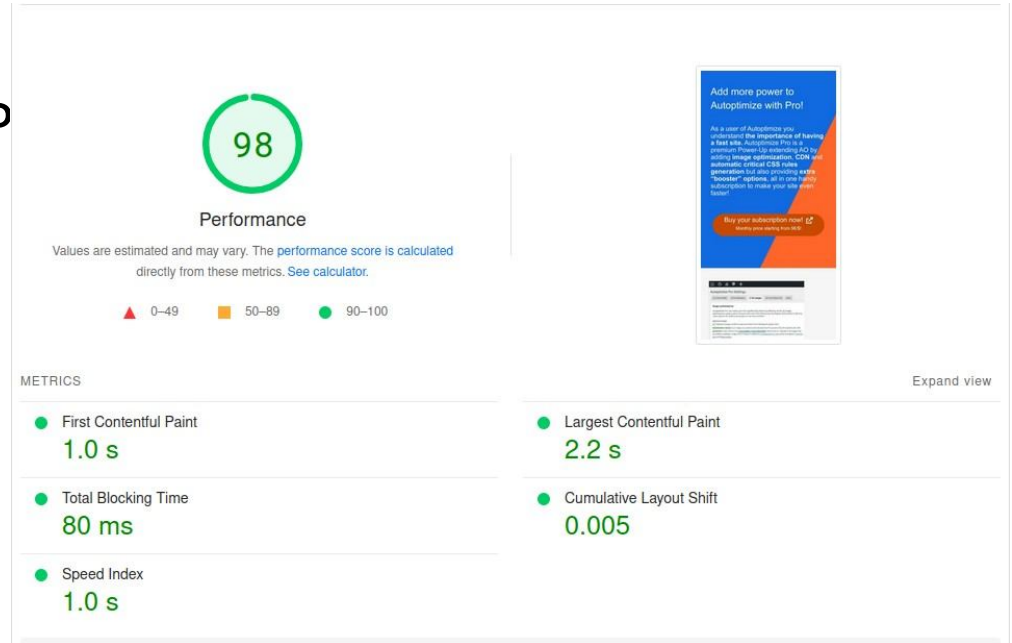 98
Performance
Values are estimated and may vary. The performance score is calculated
directly from these metrics. See calculator.
0–49
50–89
90–100
Add more power to
Autoptimize with Pro!
As a user of Autoptimize you
understand the importance of having
a fast site. Autoptimize Pro is a
premium Power-Up extending AO by
adding image optimization, CDN and
automatic critical CSS rules
generation but also providing extra
"booster" options, all in one handy
subscription to make your site even
faster!
Buy your subscription now!
METRICS
Expand view
First Contentful Paint
1.0 s
Largest Contentful Paint
2.2 s
Total Blocking Time
80 ms
Cumulative Layout Shift
0.005
Speed Index
1.0 s